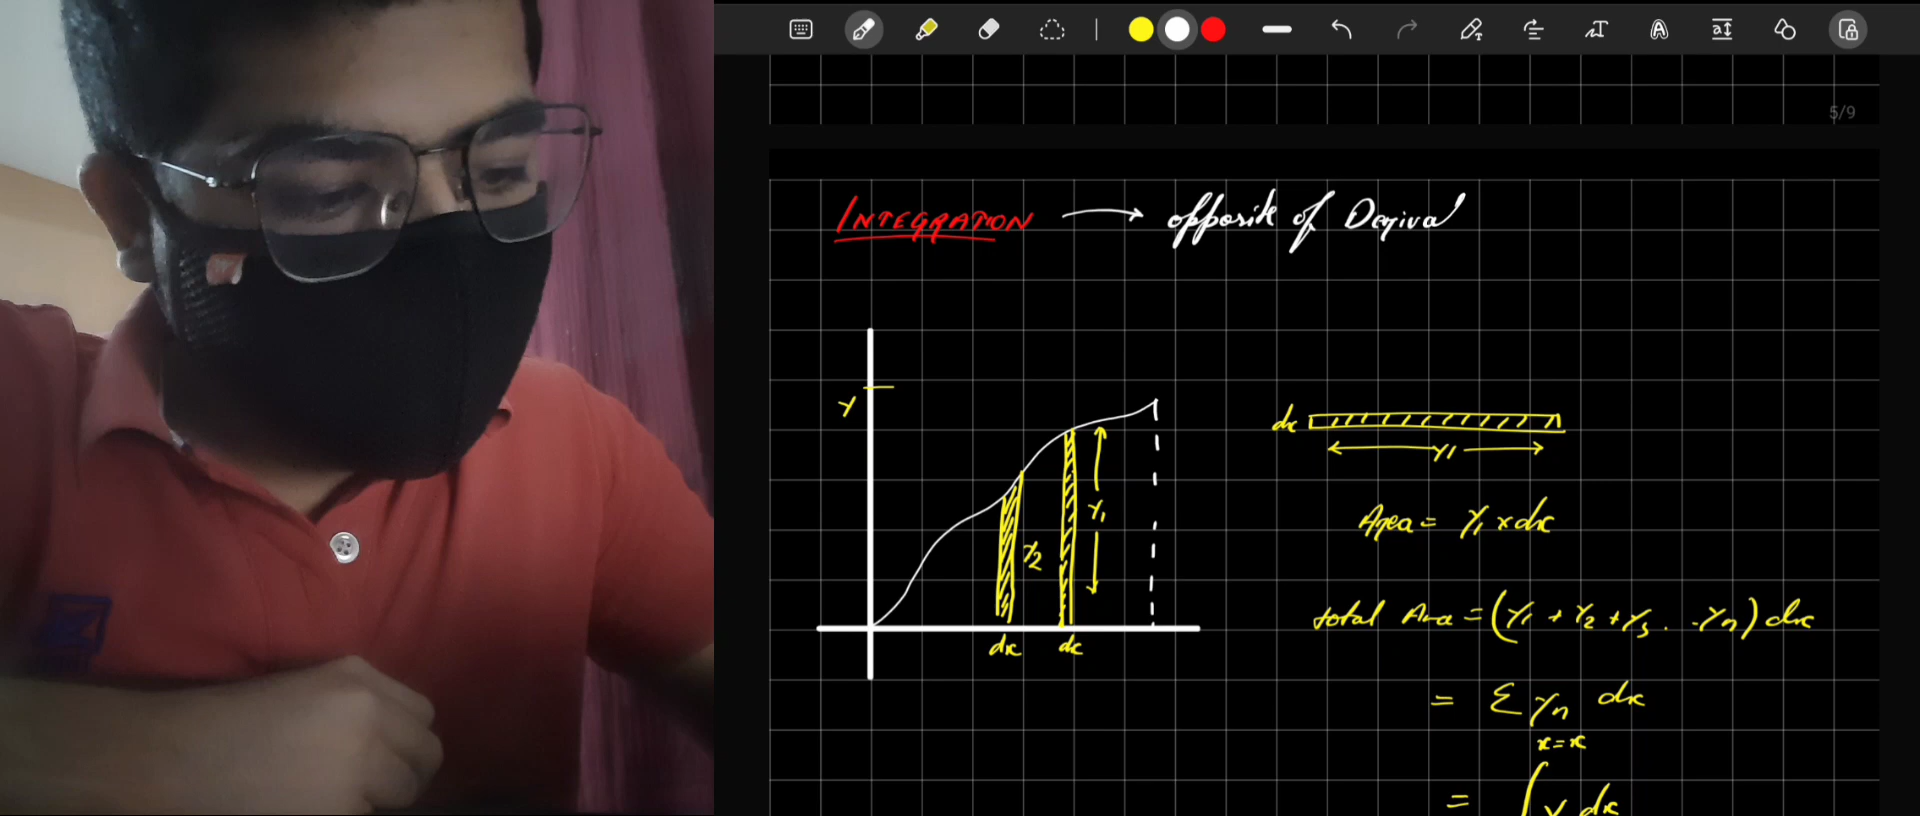 5/9
INTEGRATION → opposite of Deriva
Y
dx
Y1
Y1
Area = Y1 x dx
Y2
total Area = (Y1 + Y2 + Y3 . . Yn) dx
dx dx
= Σ Yn dx
x = x
= ∫ Y dx